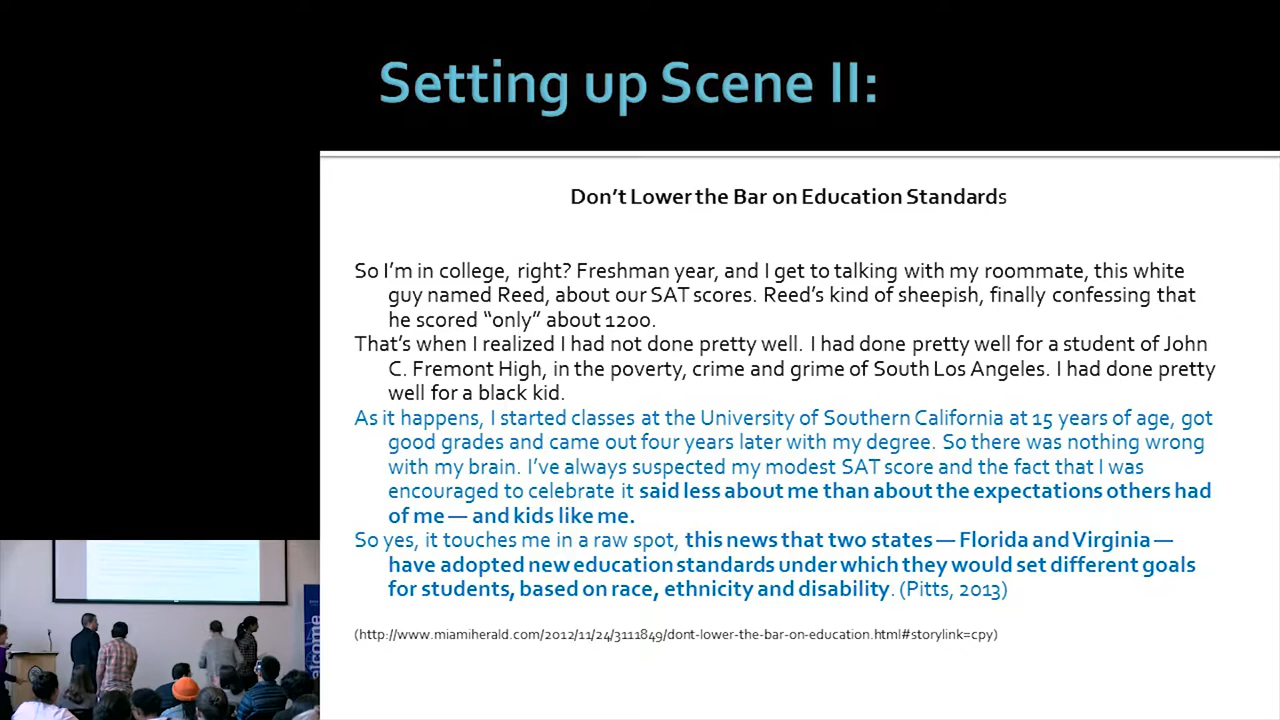 Setting up Scene II:
Don’t Lower the Bar on Education Standards
So I’m in college, right? Freshman year, and I get to talking with my roommate, this white
guy named Reed, about our SAT scores. Reed’s kind of sheepish, finally confessing that
he scored “only” about 1200.
That’s when I realized I had not done pretty well. I had done pretty well for a student of John
C. Fremont High, in the poverty, crime and grime of South Los Angeles. I had done pretty
well for a black kid.
As it happens, I started classes at the University of Southern California at 15 years of age, got
good grades and came out four years later with my degree. So there was nothing wrong
with my brain. I’ve always suspected my modest SAT score and the fact that I was
encouraged to celebrate it said less about me than about the expectations others had
of me — and kids like me.
So yes, it touches me in a raw spot, this news that two states — Florida and Virginia —
have adopted new education standards under which they would set different goals
for students, based on race, ethnicity and disability. (Pitts, 2013)
(http://www.miamiherald.com/2012/11/24/3111849/dont-lower-the-bar-on-education.html#storylink=cpy)